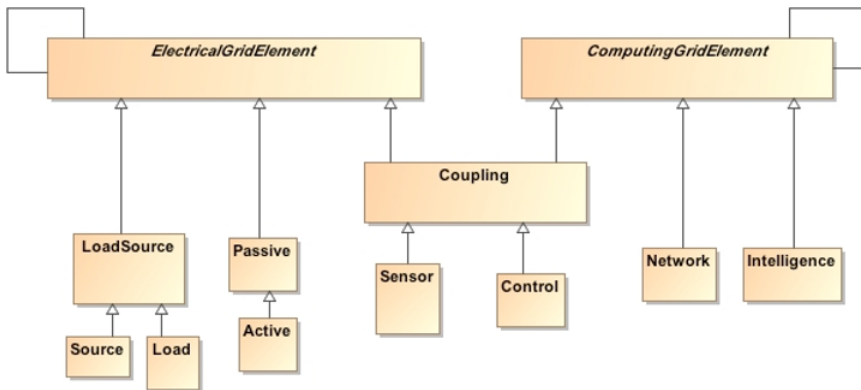 ElectricalGridElement
ComputingGridElement
Coupling
LoadSource
Passive
Sensor
Control
Network
Intelligence
Source
Load
Active